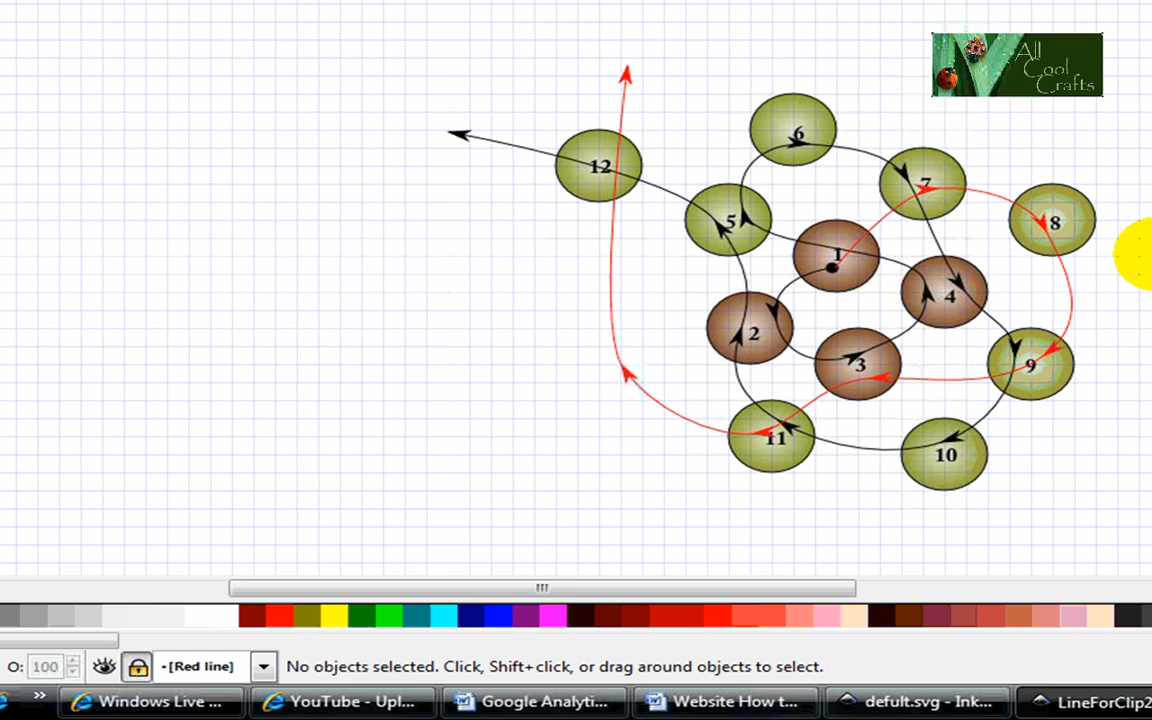 All
Cool
Crafts
6
12
7
5
8
1
4
2
3
9
11
10
O: 100
[Red line]
No objects selected. Click, Shift+click, or drag around objects to select.
»
Windows Live ...
YouTube - Upl...
Google Analyti...
Website How t...
defult.svg - Ink...
LineForClip2